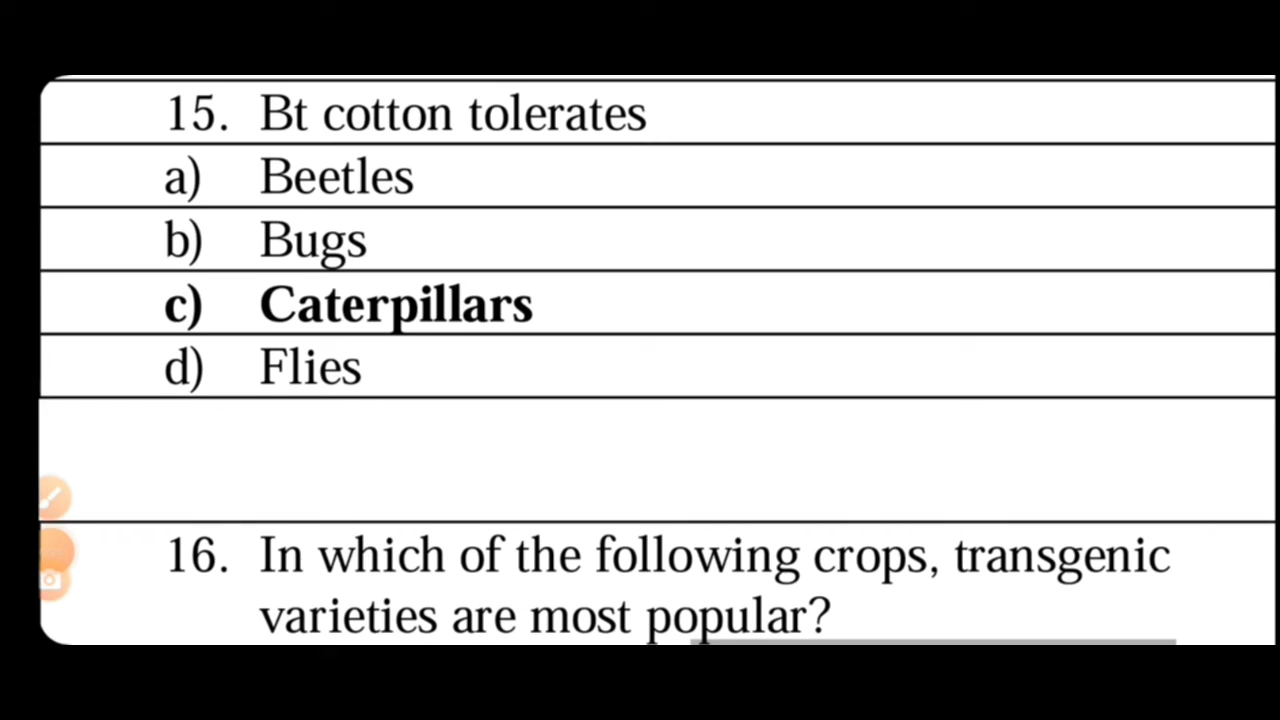 15. Bt cotton tolerates
a) Beetles
b) Bugs
c) Caterpillars
d) Flies
16. In which of the following crops, transgenic
varieties are most popular?